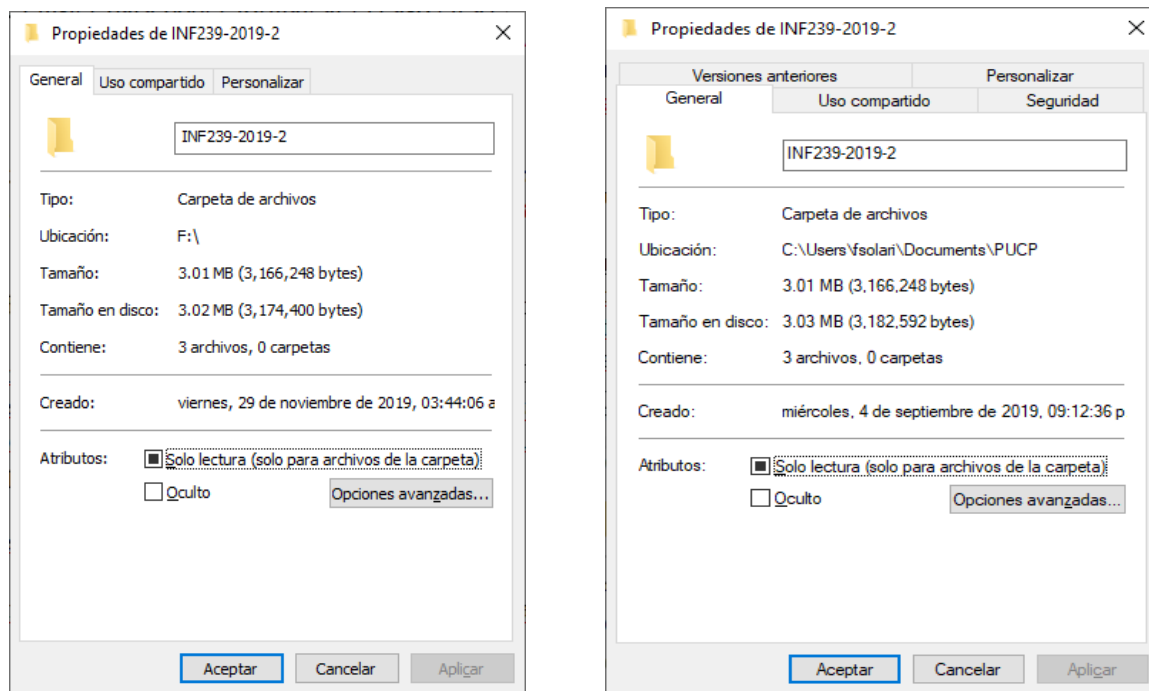 Propiedades de INF239-2019-2
General Uso compartido Personalizar
INF239-2019-2
Tipo: Carpeta de archivos
Ubicación: F:\
Tamaño: 3.01 MB (3,166,248 bytes)
Tamaño en disco: 3.02 MB (3,174,400 bytes)
Contiene: 3 archivos, 0 carpetas
Creado: viernes, 29 de noviembre de 2019, 03:44:06 a
Atributos: Solo lectura (solo para archivos de la carpeta)
Oculto Opciones avanzadas...
Aceptar Cancelar Aplicar
Propiedades de INF239-2019-2
Versiones anteriores Personalizar
General Uso compartido Seguridad
INF239-2019-2
Tipo: Carpeta de archivos
Ubicación: C:\Users\fsolari\Documents\PUCP
Tamaño: 3.01 MB (3,166,248 bytes)
Tamaño en disco: 3.03 MB (3,182,592 bytes)
Contiene: 3 archivos, 0 carpetas
Creado: miércoles, 4 de septiembre de 2019, 09:12:36 p
Atributos: Solo lectura (solo para archivos de la carpeta)
Oculto Opciones avanzadas...
Aceptar Cancelar Aplicar